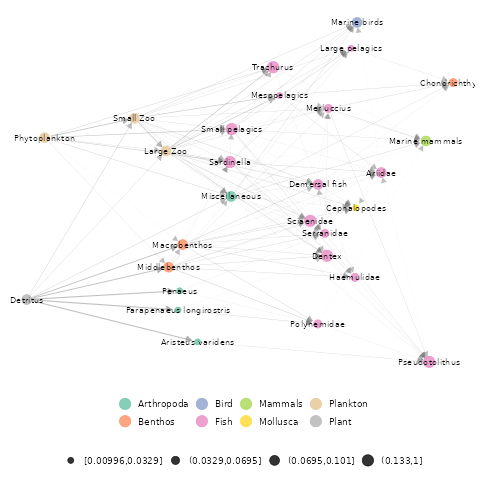 Marine birds
Large pelagics
Trachurus
Chondrichthy
Mesopelagics
Merluccius
Small Zoo
Small pelagics
Phytoplankton
Marine Mammals
Large Zoo
Sardinella
Ariidae
Demersal fish
Miscellaneous
Cephalopodes
Sciaenidae
Serranidae
Macrobenthos
Dentex
Middlebenthos
Haemulidae
Penaeus
Detritus
Parapenaeus longirostris
Polynemidae
Aristeus varidens
Pseudotolithus
Arthropoda Bird Mammals Plankton
Benthos Fish Mollusca Plant
[0.00996,0.0329] (0.0329,0.0695] (0.0695,0.101] (0.133,1]